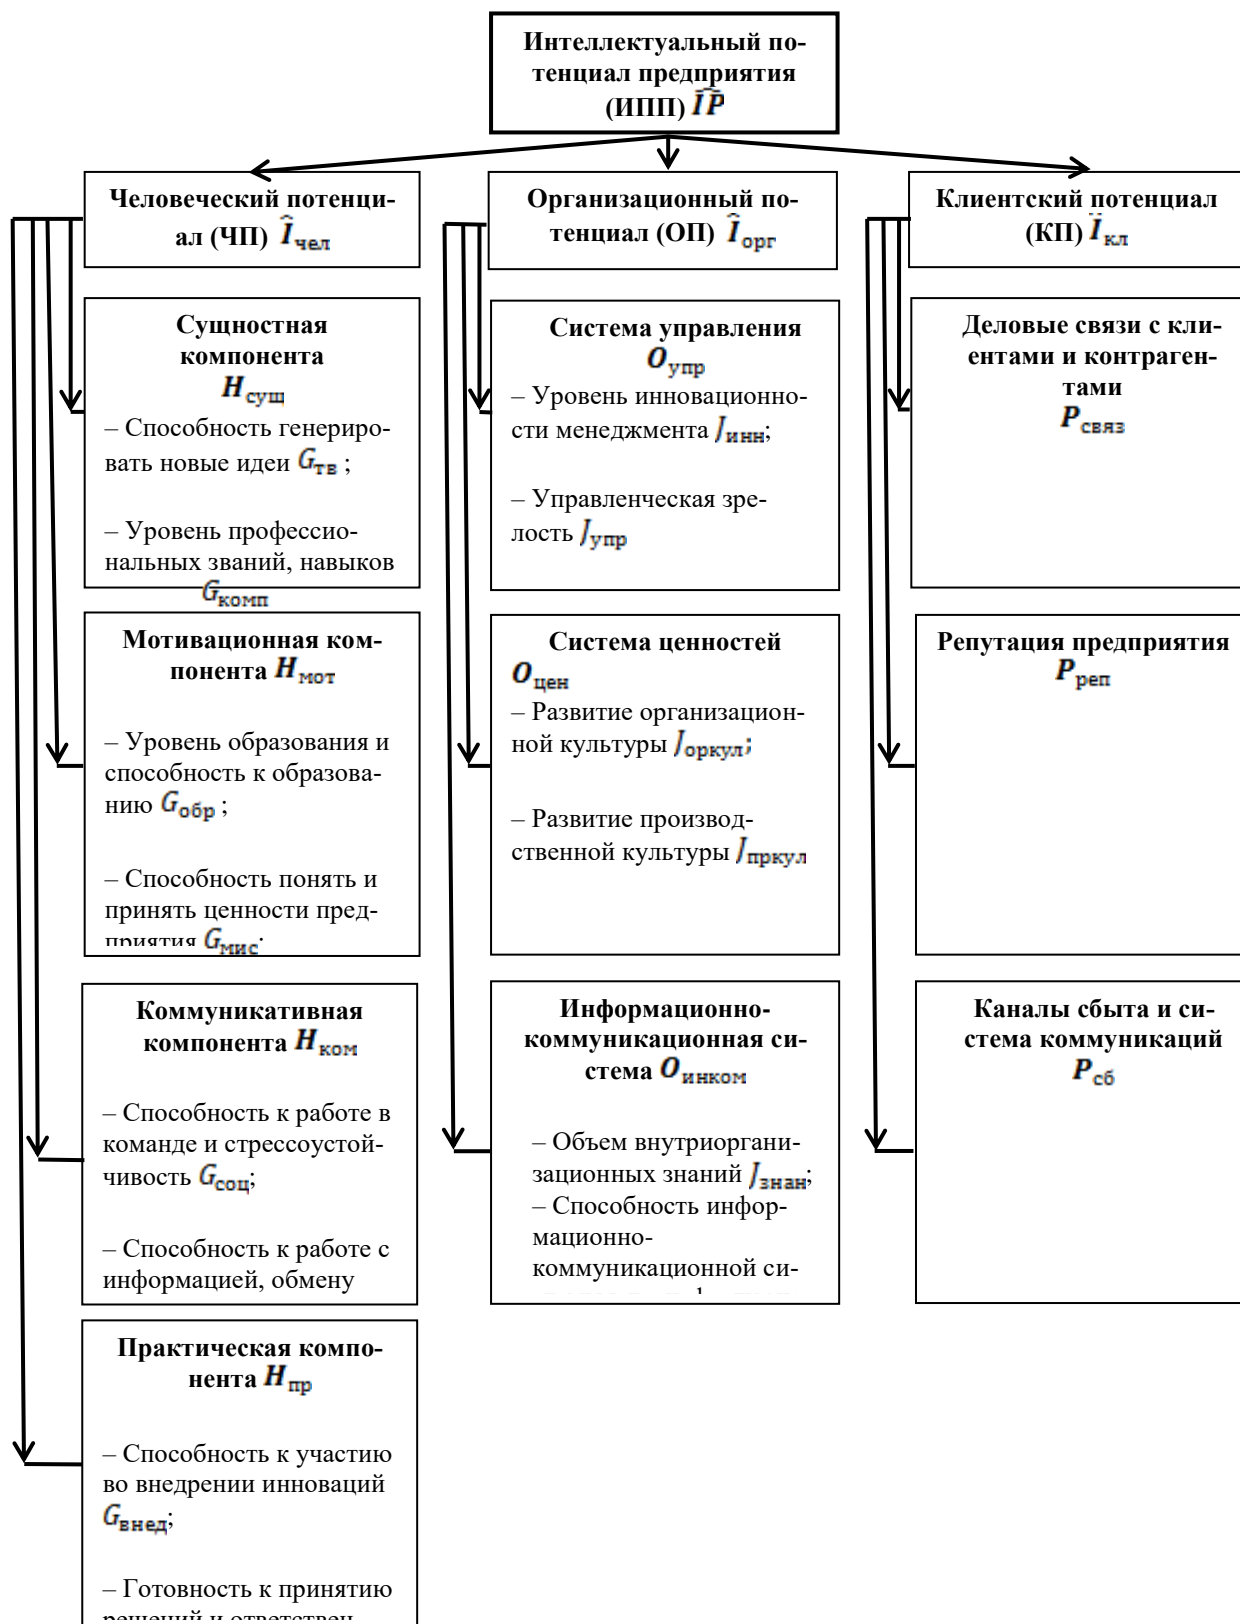 Интеллектуальный по-
тенциал предприятия
(ИПП) ÎP̂
Человеческий потенци-
ал (ЧП) Î чел
Сущностная
компонента
H сущ
– Способность генериро-
вать новые идеи G тв ;
– Уровень профессио-
нальных званий, навыков
G комп
Мотивационная ком-
понента H мот
– Уровень образования и
способность к образова-
нию G обр ;
– Способность понять и
принять ценности пред-
приятия G мис;
Коммуникативная
компонента H ком
– Способность к работе в
команде и стрессоустой-
чивость G соц;
– Способность к работе с
информацией, обмену
Практическая компо-
нента H пр
– Способность к участию
во внедрении инноваций
G внед;
– Готовность к принятию
решений и ответствен-
Организационный по-
тенциал (ОП) Î орг
Система управления
O упр
– Уровень инновационно-
сти менеджмента J инн;
– Управленческая зре-
лость J упр
Система ценностей
O цен
– Развитие организацион-
ной культуры J оркул;
– Развитие производ-
ственной культуры J пркул
Информационно-
коммуникационная си-
стема O инком
– Объем внутриоргани-
зационных знаний J знан;
– Способность инфор-
мационно-
коммуникационной си-
Клиентский потенциал
(КП) Î кл
Деловые связи с кли-
ентами и контраген-
тами
P связ
Репутация предприятия
P реп
Каналы сбыта и си-
стема коммуникаций
P сб